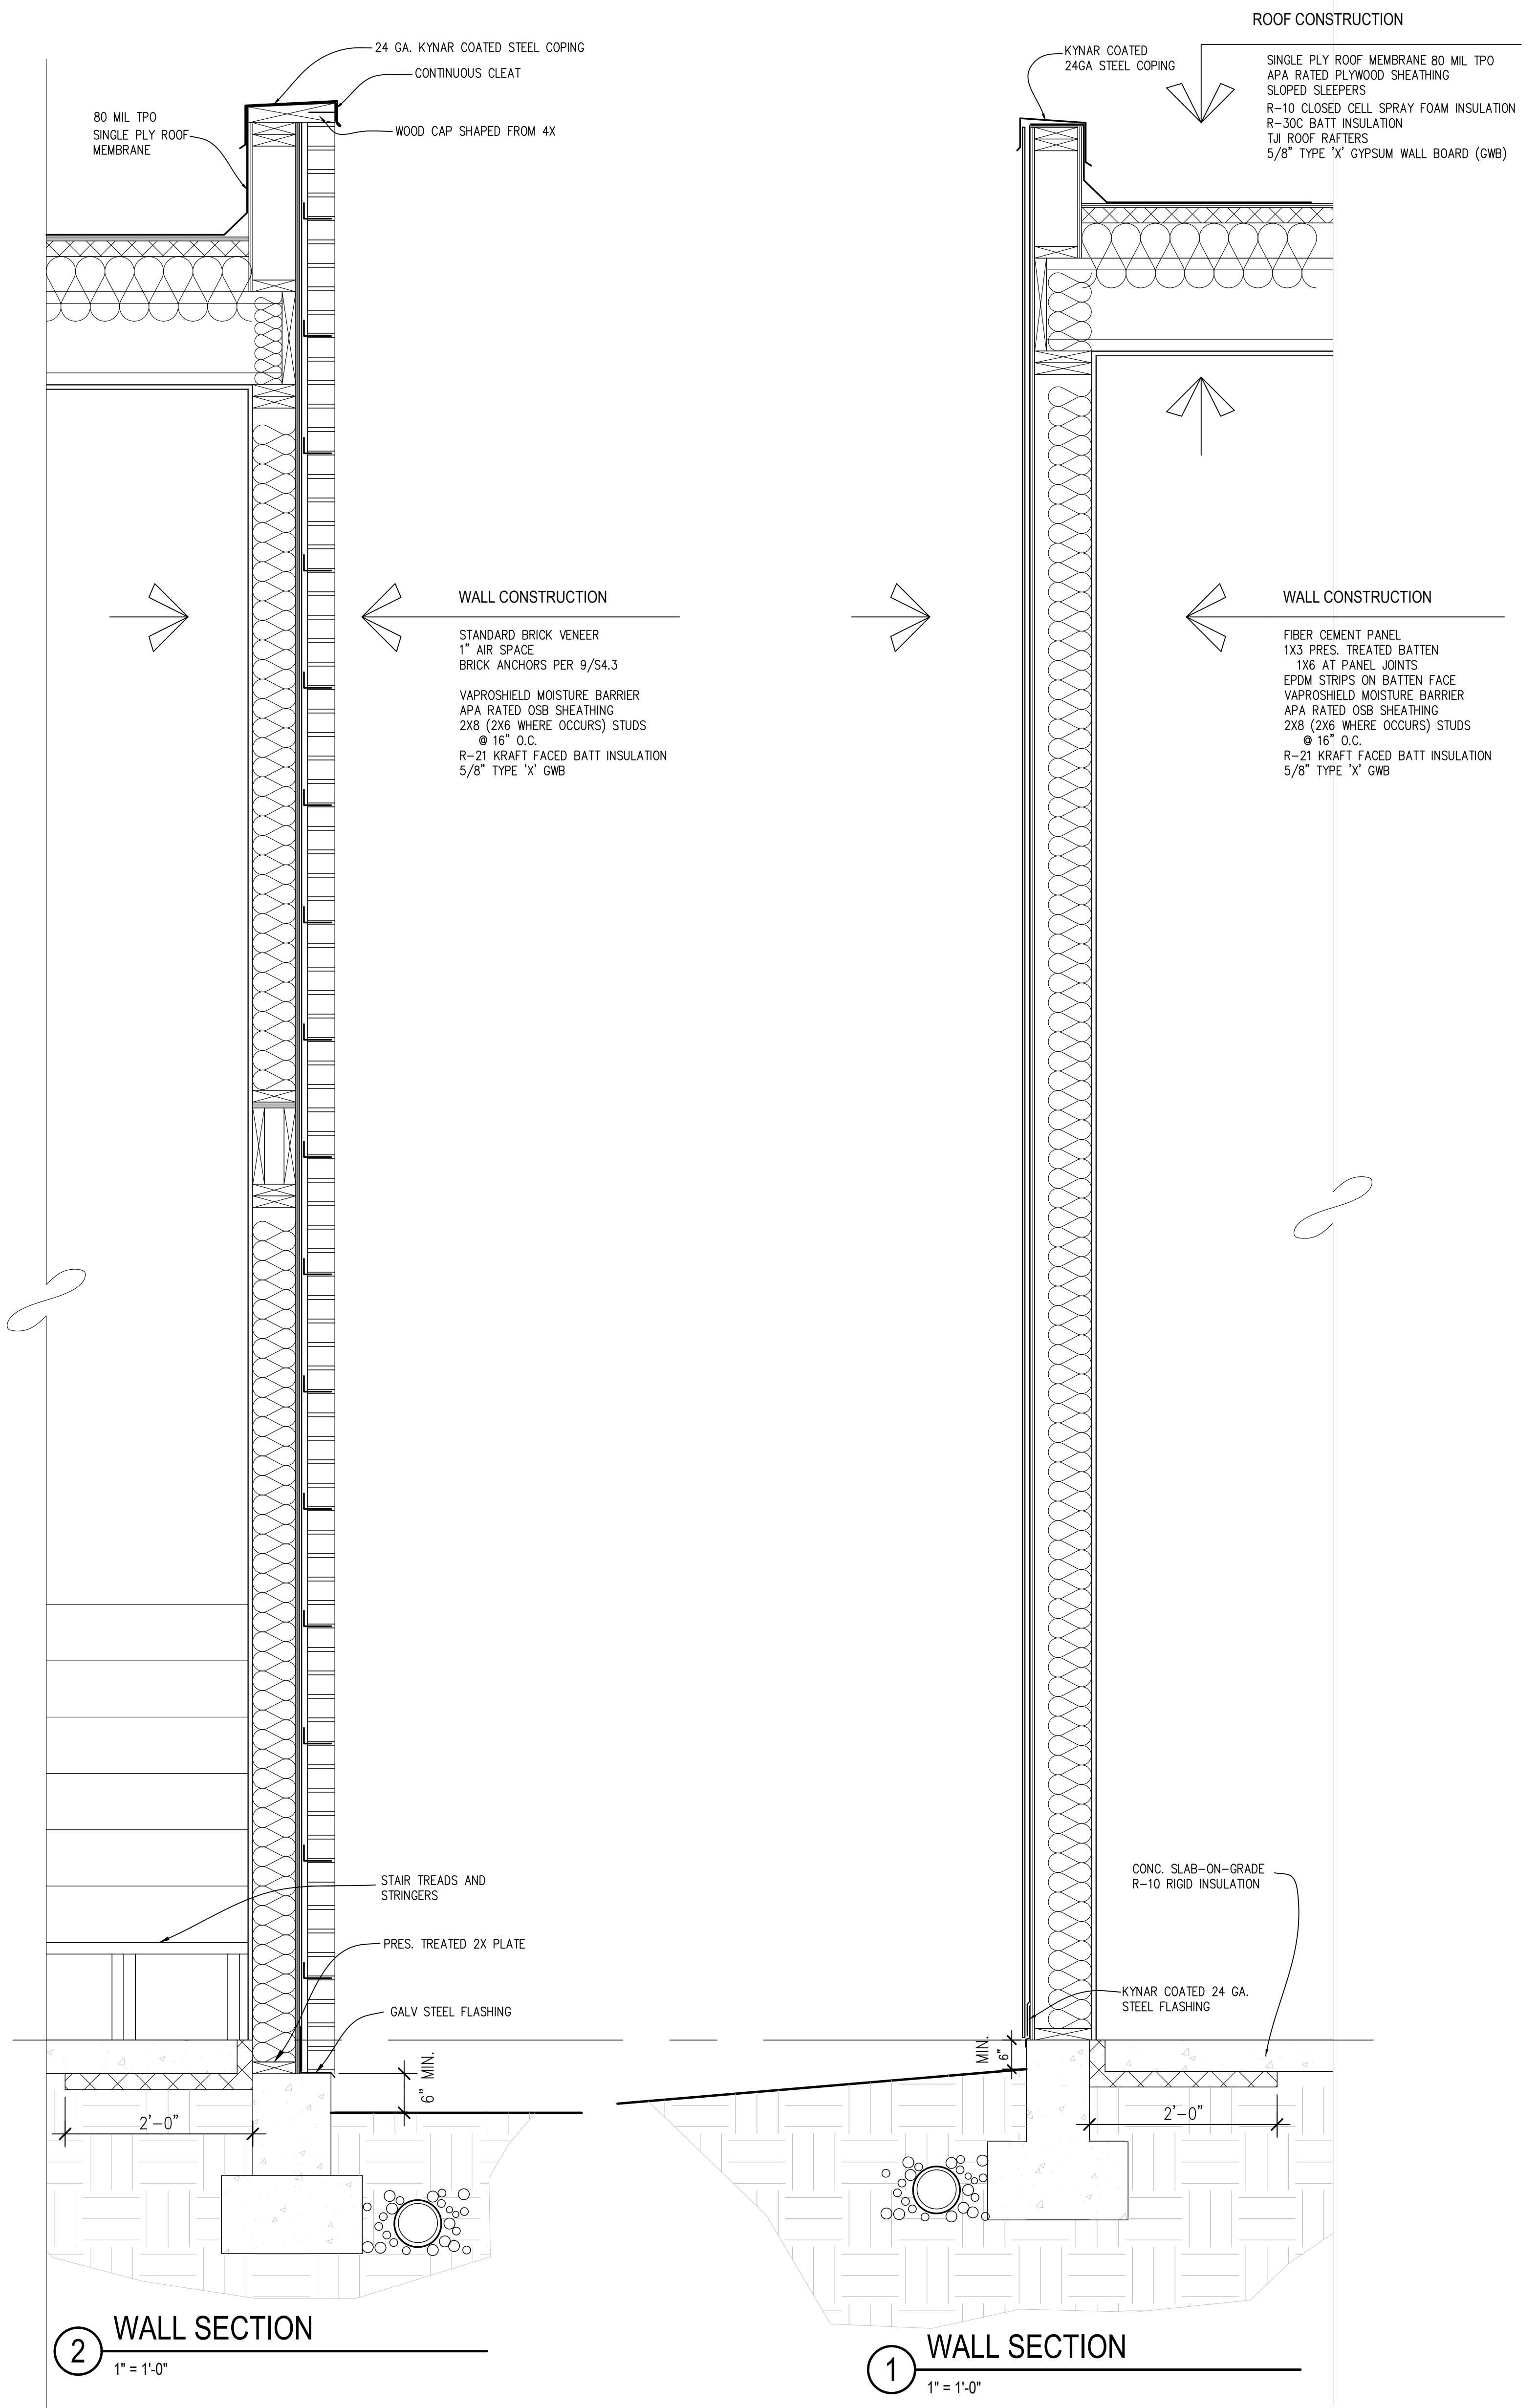 24 GA. KYNAR COATED STEEL COPING
CONTINUOUS CLEAT
80 MIL TPO
SINGLE PLY ROOF
MEMBRANE
WOOD CAP SHAPED FROM 4X
WALL CONSTRUCTION
STANDARD BRICK VENEER
1" AIR SPACE
BRICK ANCHORS PER 9/S4.3
VAPROSHIELD MOISTURE BARRIER
APA RATED OSB SHEATHING
2X8 (2X6 WHERE OCCURS) STUDS
@ 16" O.C.
R-21 KRAFT FACED BATT INSULATION
5/8" TYPE 'X' GWB
STAIR TREADS AND
STRINGERS
PRES. TREATED 2X PLATE
GALV STEEL FLASHING
6" MIN.
2'-0"
2
WALL SECTION
1" = 1'-0"
ROOF CONSTRUCTION
SINGLE PLY ROOF MEMBRANE 80 MIL TPO
APA RATED PLYWOOD SHEATHING
SLOPED SLEEPERS
R-10 CLOSED CELL SPRAY FOAM INSULATION
R-30C BATT INSULATION
TJI ROOF RAFTERS
5/8" TYPE 'X' GYPSUM WALL BOARD (GWB)
KYNAR COATED
24GA STEEL COPING
WALL CONSTRUCTION
FIBER CEMENT PANEL
1X3 PRES. TREATED BATTEN
1X6 AT PANEL JOINTS
EPDM STRIPS ON BATTEN FACE
VAPROSHIELD MOISTURE BARRIER
APA RATED OSB SHEATHING
2X8 (2X6 WHERE OCCURS) STUDS
@ 16" O.C.
R-21 KRAFT FACED BATT INSULATION
5/8" TYPE 'X' GWB
CONC. SLAB-ON-GRADE
R-10 RIGID INSULATION
KYNAR COATED 24 GA.
STEEL FLASHING
MIN.
6"
2'-0"
1
WALL SECTION
1" = 1'-0"